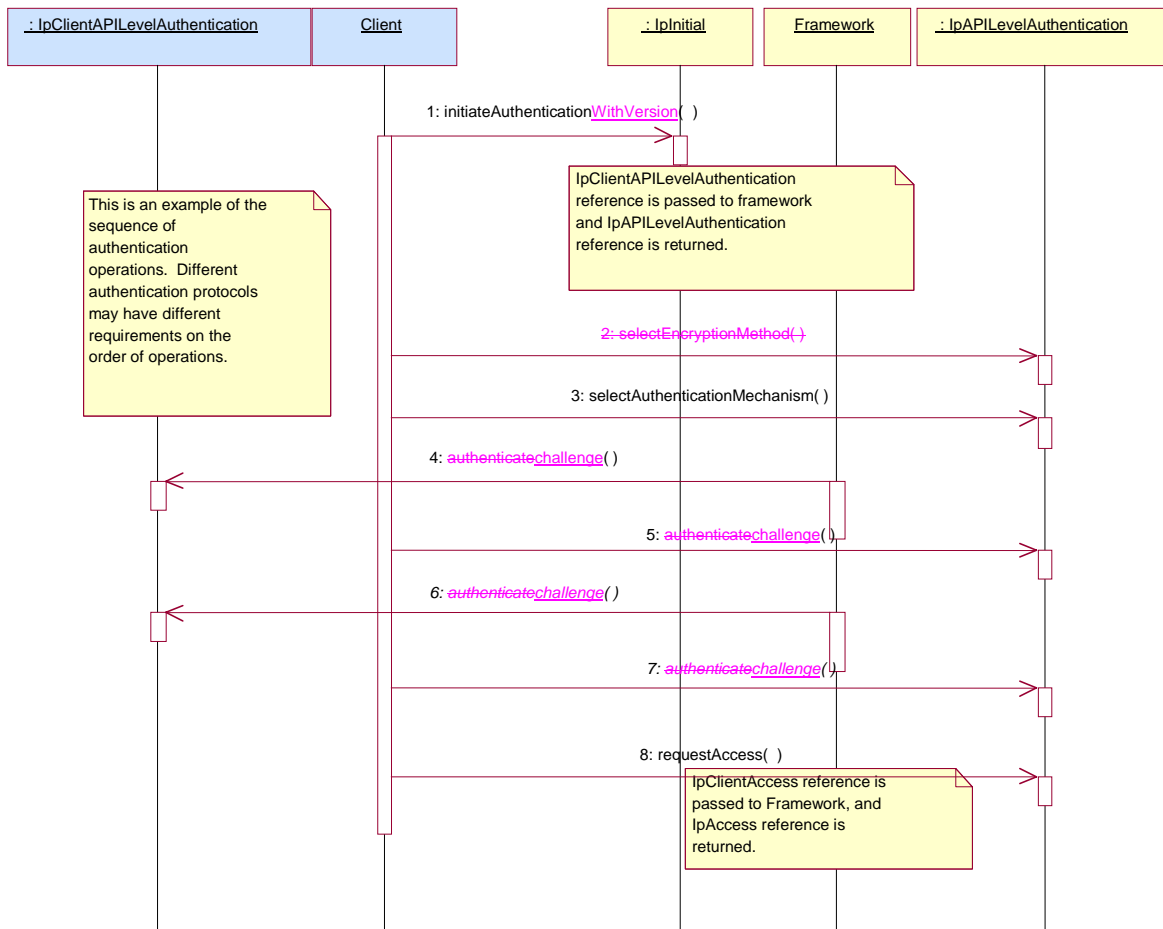 : IpClientAPILevelAuthentication
Client
: IpInitial
Framework
: IpAPILevelAuthentication
1: initiateAuthenticationWithVersion( )
IpClientAPILevelAuthentication
reference is passed to framework
and IpAPILevelAuthentication
reference is returned.
This is an example of the
sequence of
authentication
operations. Different
authentication protocols
may have different
requirements on the
order of operations.
2: selectEncryptionMethod( )
3: selectAuthenticationMechanism( )
4: authenticatechallenge( )
5: authenticatechallenge( )
6: authenticatechallenge( )
7: authenticatechallenge( )
8: requestAccess( )
IpClientAccess reference is
passed to Framework, and
IpAccess reference is
returned.